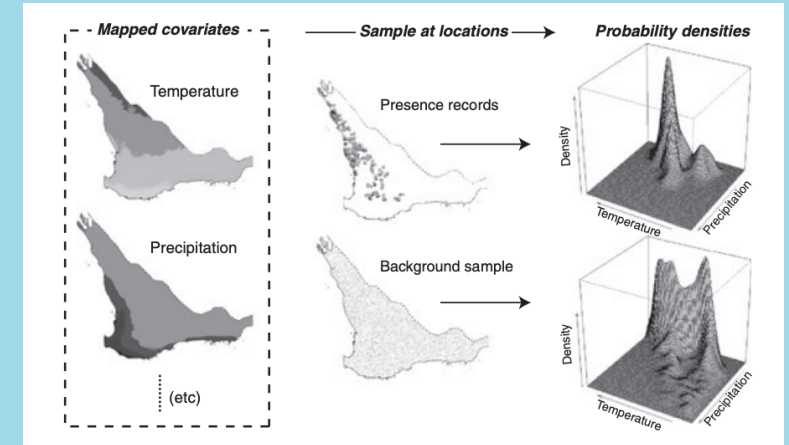 Mapped covariates
Sample at locations
Probability densities
Temperature
Presence records
Density
Temperature
Precipitation
Precipitation
Background sample
Density
Temperature
Precipitation
(etc)